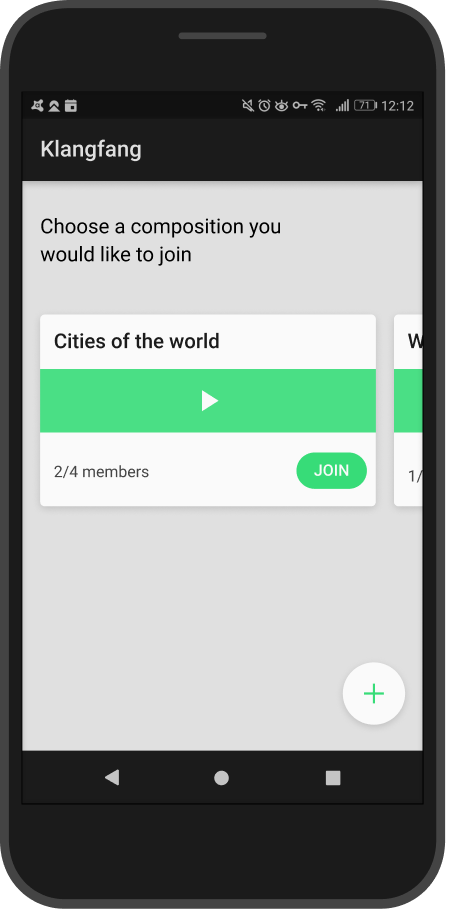 71 12:12
Klangfang
Choose a composition you
would like to join
Cities of the world
W
2/4 members
JOIN
1/